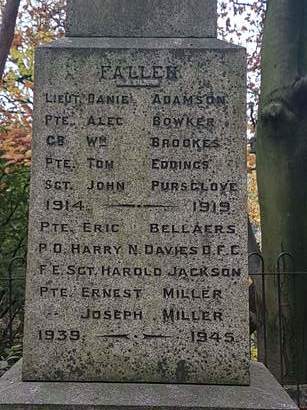 FALLEN
LIEUT. DANIEL ADAMSON
PTE. ALEC BOWKER
GR Wm BROOKES
PTE. TOM EDDINGS
SGT. JOHN PURSGLOVE
1914. 1919.
PTE. ERIC BELLAERS
P.O. HARRY N. DAVIES D.F.C.
F.E. SGT. HAROLD JACKSON
PTE. ERNEST MILLER
-- JOSEPH MILLER
1939. 1945.